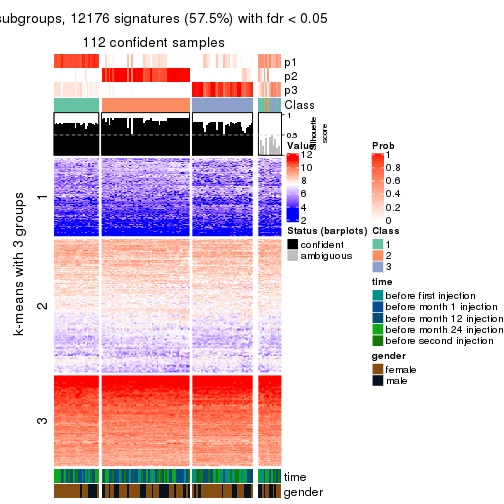 subgroups, 12176 signatures (57.5%) with fdr < 0.05
112 confident samples
p1
p2
p3
Class
1
0.5
Silhouette
score
k-means with 3 groups
1
2
3
12
10
8
6
4
2
Prob
1
0.8
0.6
0.4
0.2
0
Status (barplots)
confident
ambiguous
Class
1
2
3
time
before first injection
before month 1 injection
before month 12 injection
before month 24 injection
before second injection
gender
female
male
time
gender